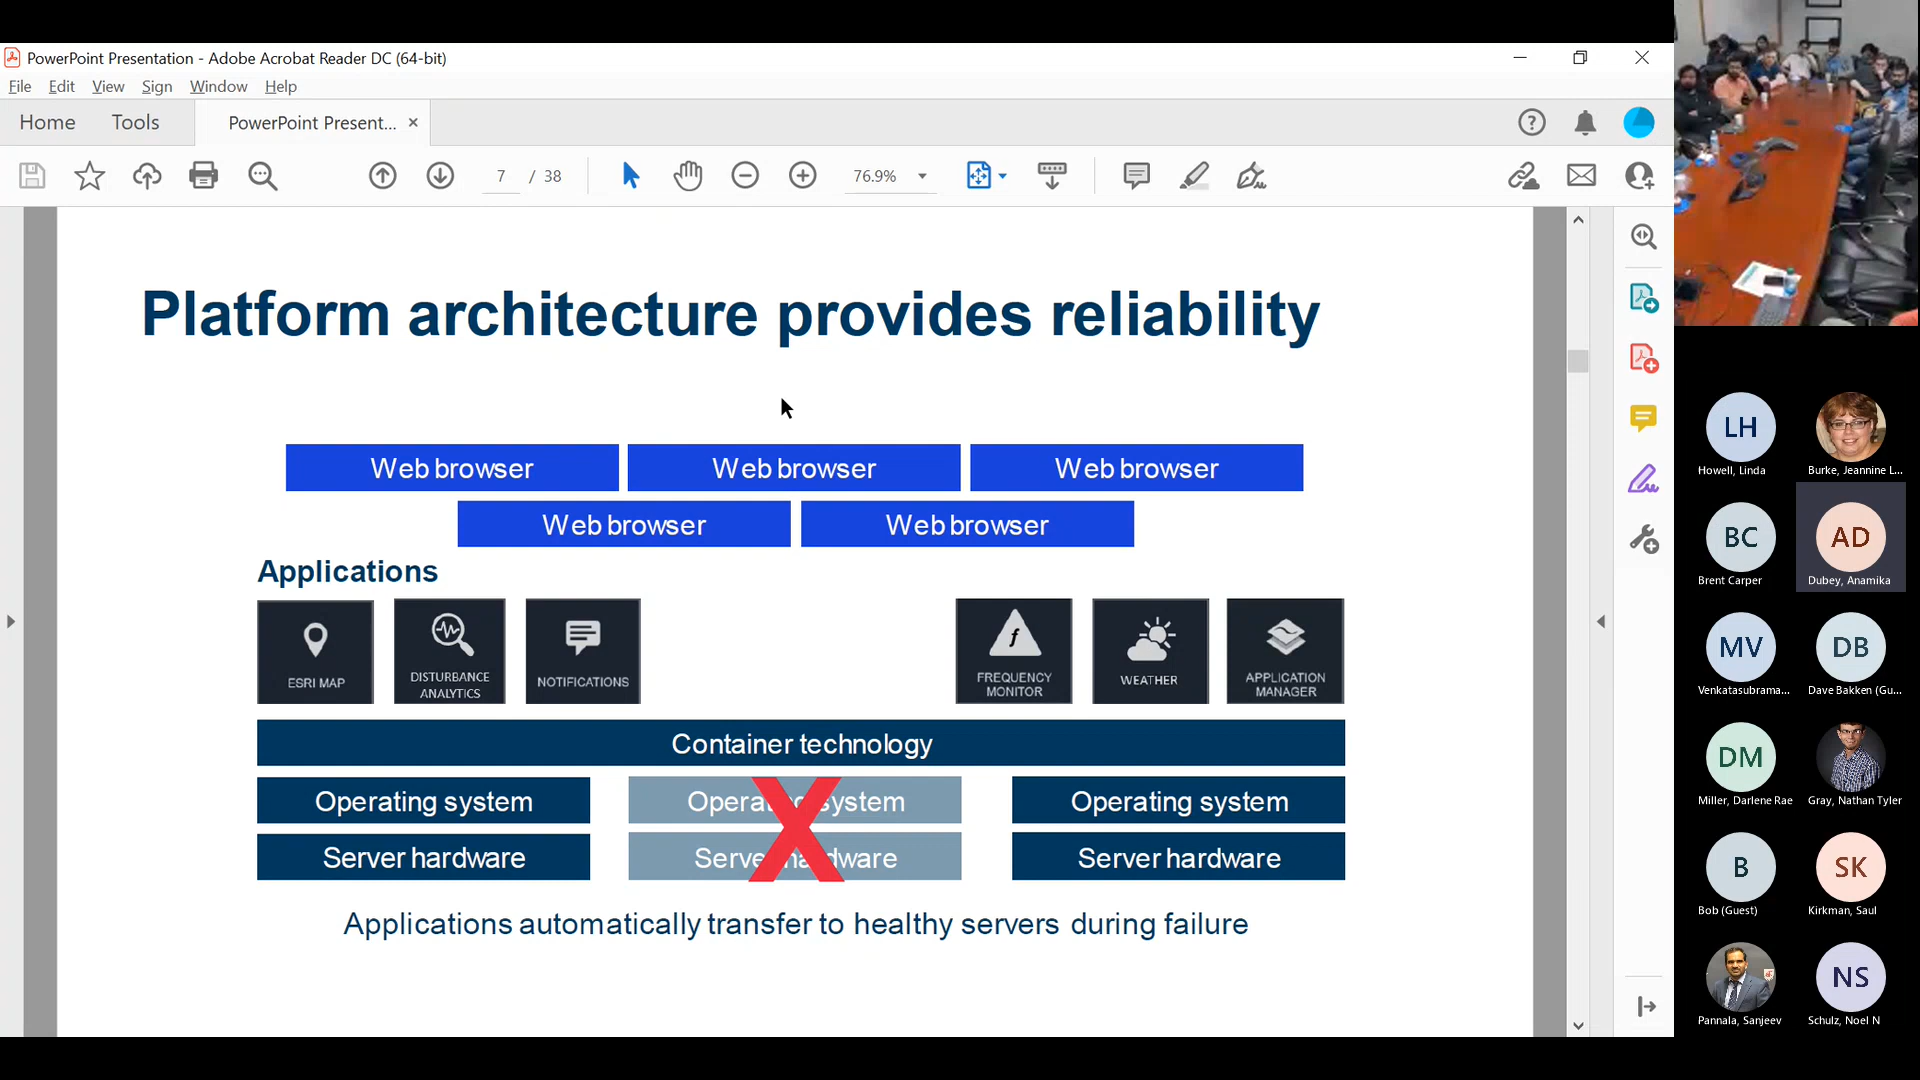 PowerPoint Presentation - Adobe Acrobat Reader DC (64-bit)
File Edit View Sign Window Help
Home Tools PowerPoint Present... ×
7 / 38 76.9%
Platform architecture provides reliability
Web browser Web browser Web browser
Web browser Web browser
Applications
ESRI MAP
DISTURBANCE
ANALYTICS
NOTIFICATIONS
f
FREQUENCY
MONITOR
WEATHER
APPLICATION
MANAGER
Container technology
Operating system Operating system Operating system
Server hardware Server hardware Server hardware
X
Applications automatically transfer to healthy servers during failure
LH
Howell, Linda Burke, Jeannine L...
BC AD
Brent Carper Dubey, Anamika
MV DB
Venkatasubrama... Dave Bakken (Gu...
DM
Miller, Darlene Rae Gray, Nathan Tyler
B SK
Bob (Guest) Kirkman, Saul
NS
Pannala, Sanjeev Schulz, Noel N